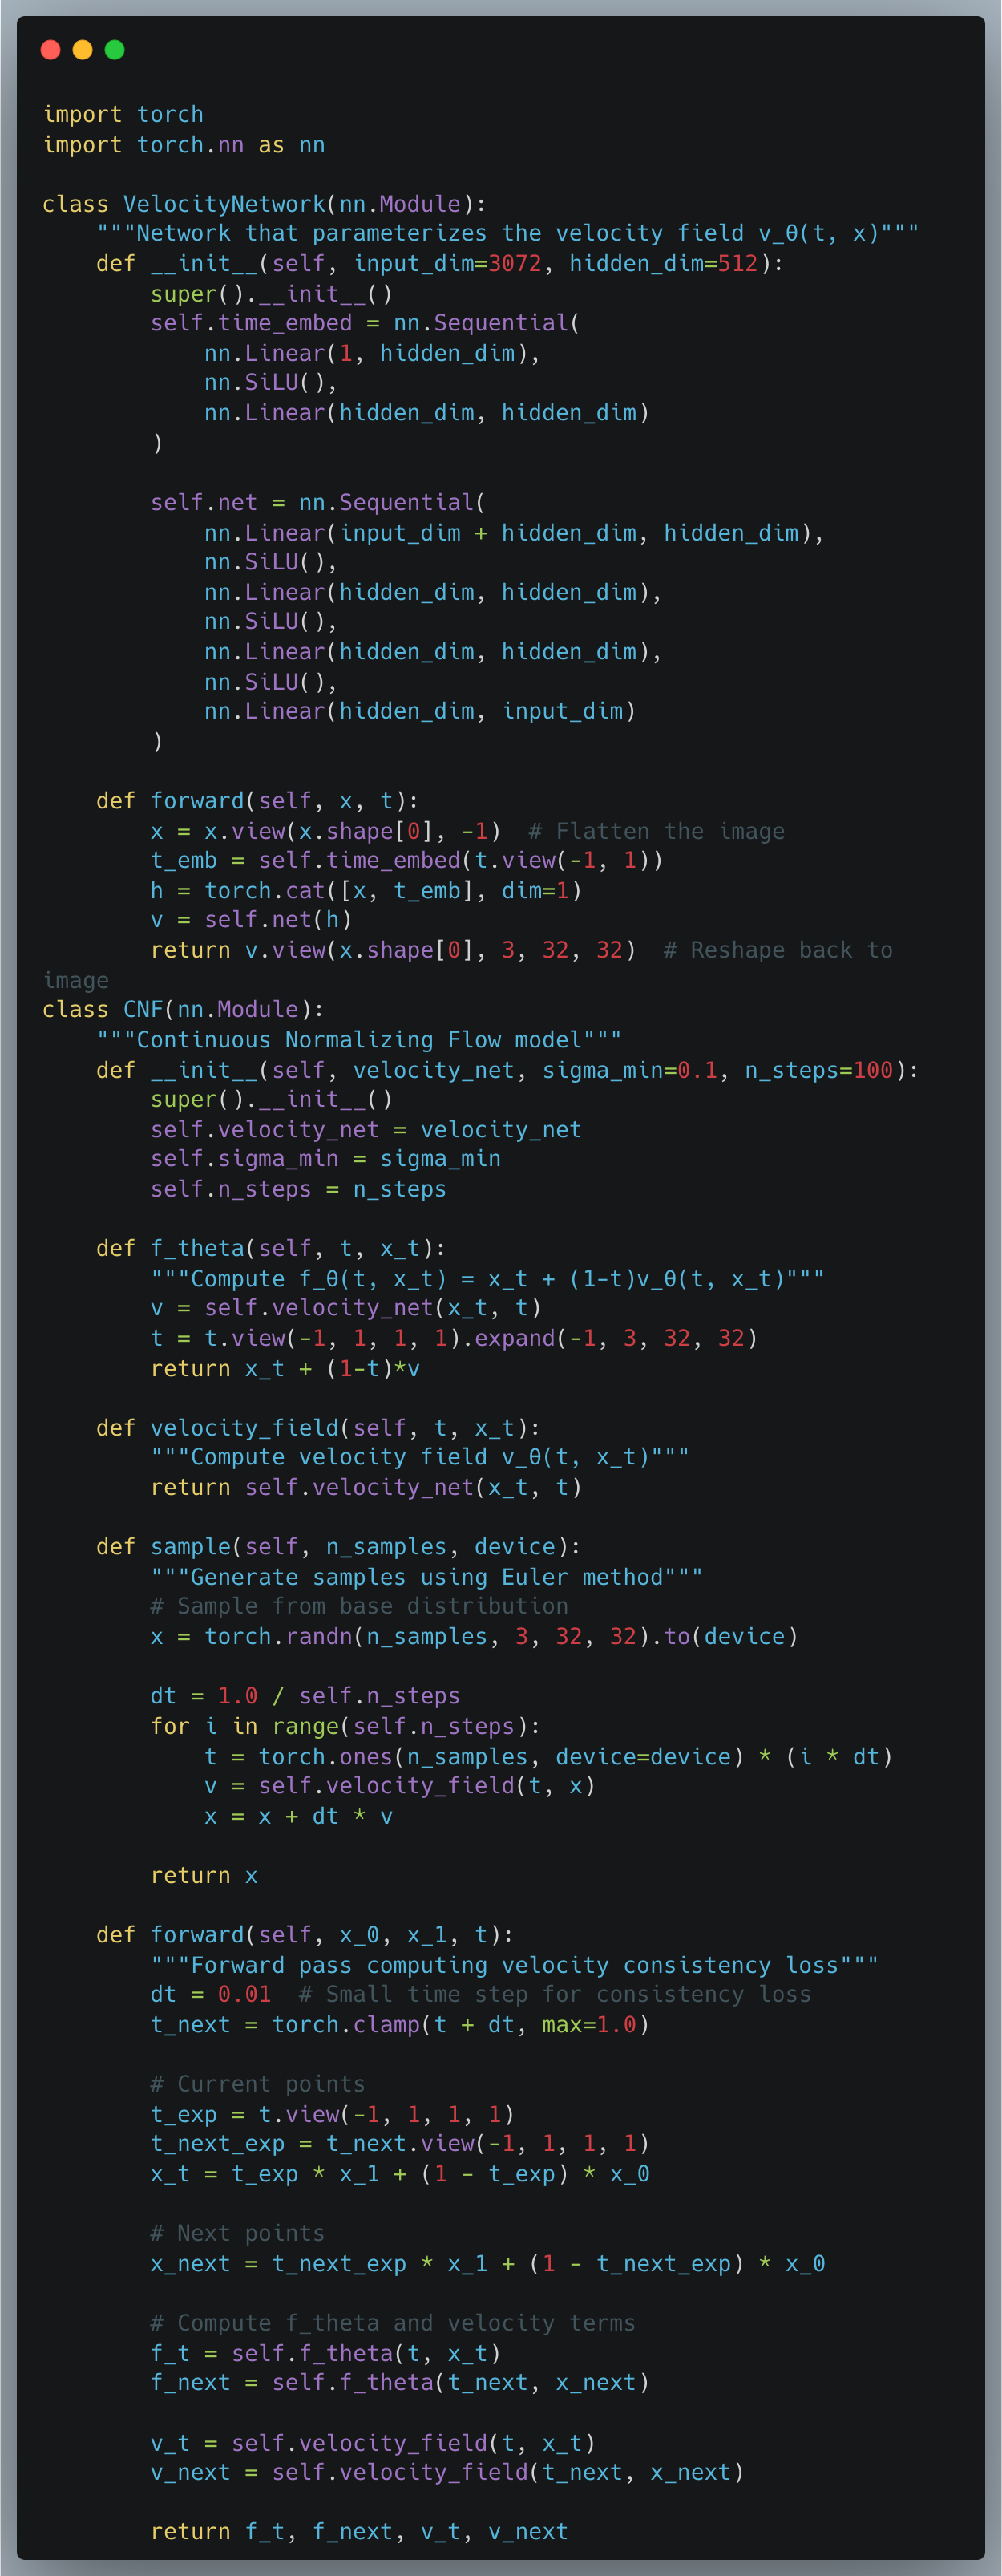 import torch
import torch.nn as nn

class VelocityNetwork(nn.Module):
    """Network that parameterizes the velocity field v_θ(t, x)"""
    def __init__(self, input_dim=3072, hidden_dim=512):
        super().__init__()
        self.time_embed = nn.Sequential(
            nn.Linear(1, hidden_dim),
            nn.SiLU(),
            nn.Linear(hidden_dim, hidden_dim)
        )

        self.net = nn.Sequential(
            nn.Linear(input_dim + hidden_dim, hidden_dim),
            nn.SiLU(),
            nn.Linear(hidden_dim, hidden_dim),
            nn.SiLU(),
            nn.Linear(hidden_dim, hidden_dim),
            nn.SiLU(),
            nn.Linear(hidden_dim, input_dim)
        )

    def forward(self, x, t):
        x = x.view(x.shape[0], -1)  # Flatten the image
        t_emb = self.time_embed(t.view(-1, 1))
        h = torch.cat([x, t_emb], dim=1)
        v = self.net(h)
        return v.view(x.shape[0], 3, 32, 32)  # Reshape back to
image
class CNF(nn.Module):
    """Continuous Normalizing Flow model"""
    def __init__(self, velocity_net, sigma_min=0.1, n_steps=100):
        super().__init__()
        self.velocity_net = velocity_net
        self.sigma_min = sigma_min
        self.n_steps = n_steps

    def f_theta(self, t, x_t):
        """Compute f_θ(t, x_t) = x_t + (1-t)v_θ(t, x_t)"""
        v = self.velocity_net(x_t, t)
        t = t.view(-1, 1, 1, 1).expand(-1, 3, 32, 32)
        return x_t + (1-t)*v

    def velocity_field(self, t, x_t):
        """Compute velocity field v_θ(t, x_t)"""
        return self.velocity_net(x_t, t)

    def sample(self, n_samples, device):
        """Generate samples using Euler method"""
        # Sample from base distribution
        x = torch.randn(n_samples, 3, 32, 32).to(device)

        dt = 1.0 / self.n_steps
        for i in range(self.n_steps):
            t = torch.ones(n_samples, device=device) * (i * dt)
            v = self.velocity_field(t, x)
            x = x + dt * v

        return x

    def forward(self, x_0, x_1, t):
        """Forward pass computing velocity consistency loss"""
        dt = 0.01  # Small time step for consistency loss
        t_next = torch.clamp(t + dt, max=1.0)

        # Current points
        t_exp = t.view(-1, 1, 1, 1)
        t_next_exp = t_next.view(-1, 1, 1, 1)
        x_t = t_exp * x_1 + (1 - t_exp) * x_0

        # Next points
        x_next = t_next_exp * x_1 + (1 - t_next_exp) * x_0

        # Compute f_theta and velocity terms
        f_t = self.f_theta(t, x_t)
        f_next = self.f_theta(t_next, x_next)

        v_t = self.velocity_field(t, x_t)
        v_next = self.velocity_field(t_next, x_next)

        return f_t, f_next, v_t, v_next